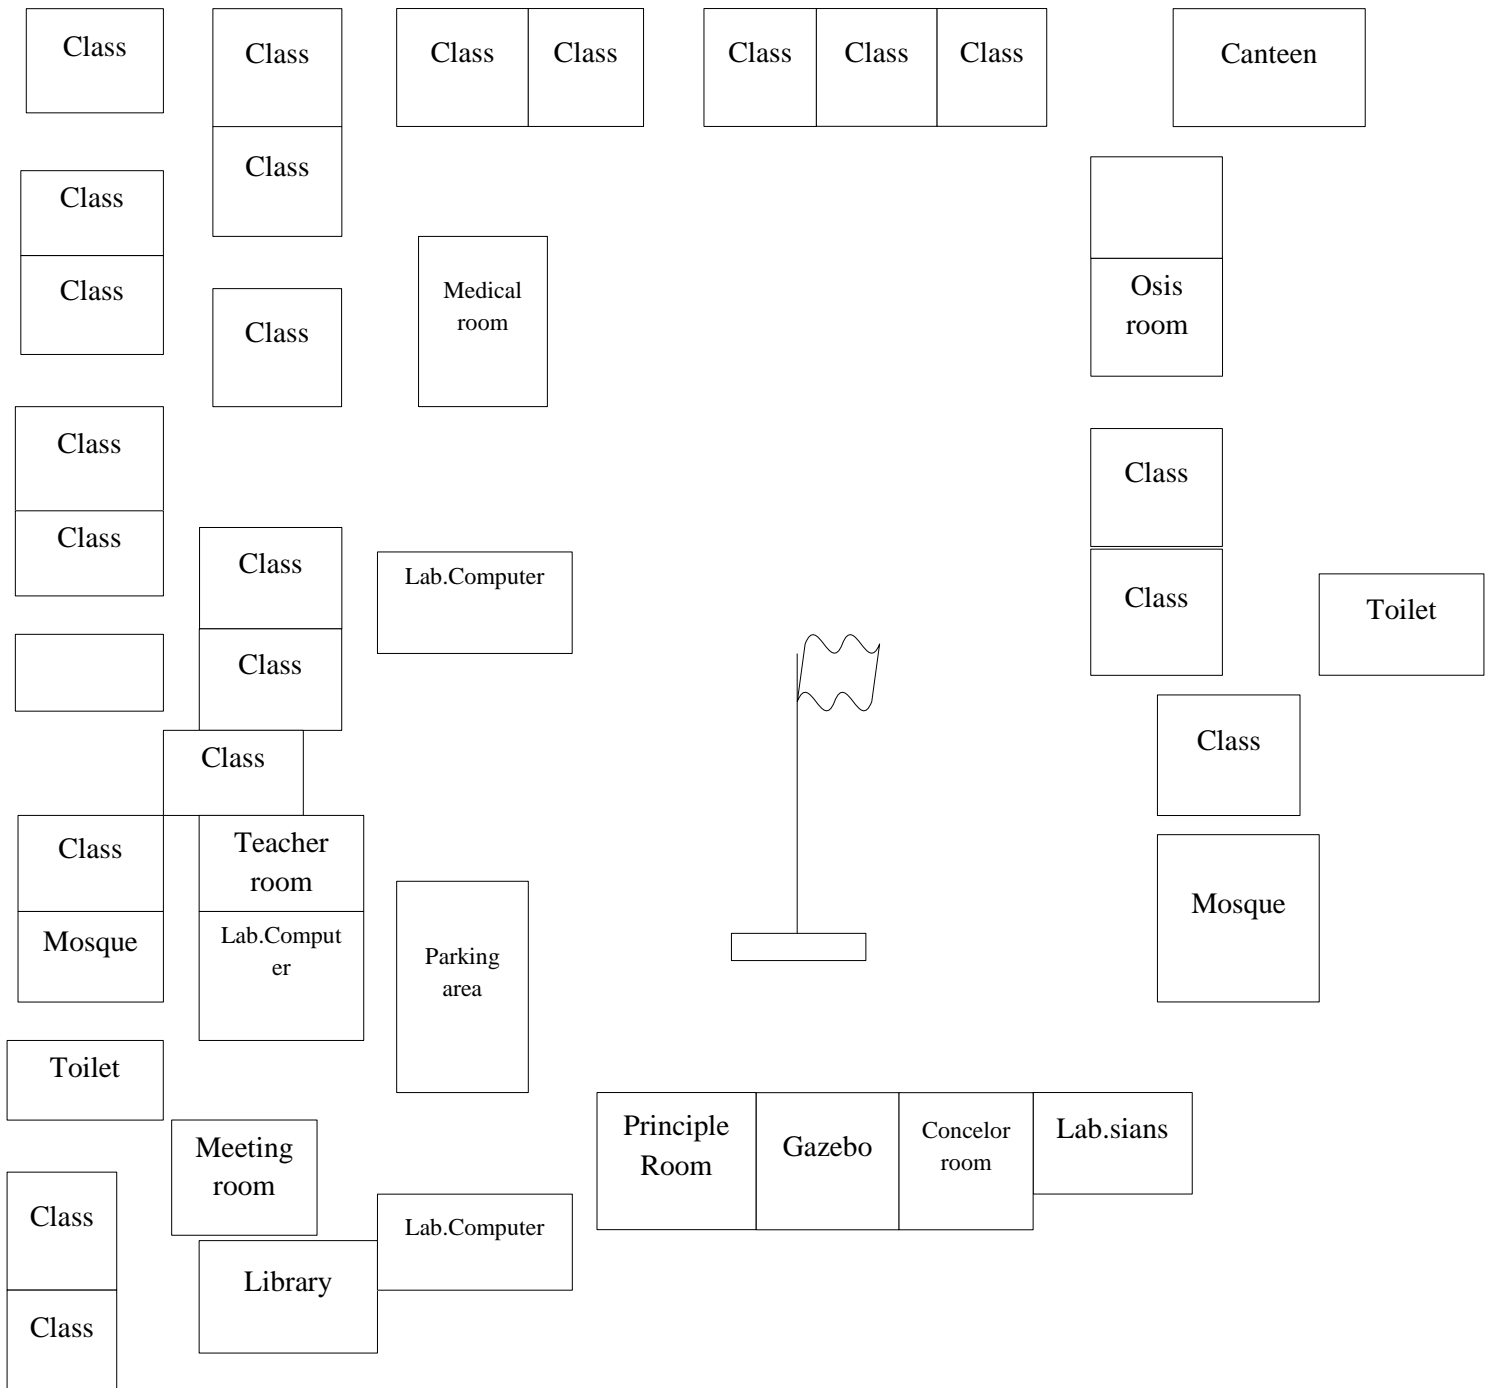 Class
Class
Class
Class
Class
Class
Class
Canteen
Class
Class
Class
Class
Medical
room
Osis
room
Class
Class
Class
Class
Lab.Computer
Class
Class
Toilet
Class
Class
Class
Class
Teacher
room
Mosque
Lab.Comput
er
Parking
area
Mosque
Toilet
Meeting
room
Principle
Room
Gazebo
Concelor
room
Lab.sians
Class
Lab.Computer
Library
Class